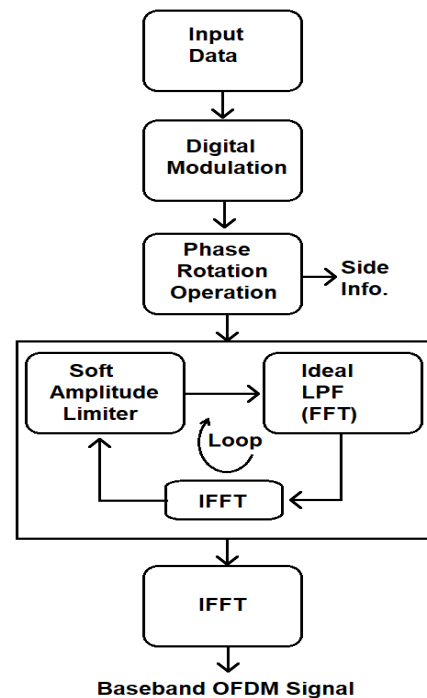 Input
Data
Digital
Modulation
Phase
Rotation
Operation
Side
Info.
Soft
Amplitude
Limiter
Ideal
LPF
(FFT)
Loop
IFFT
IFFT
Baseband OFDM Signal